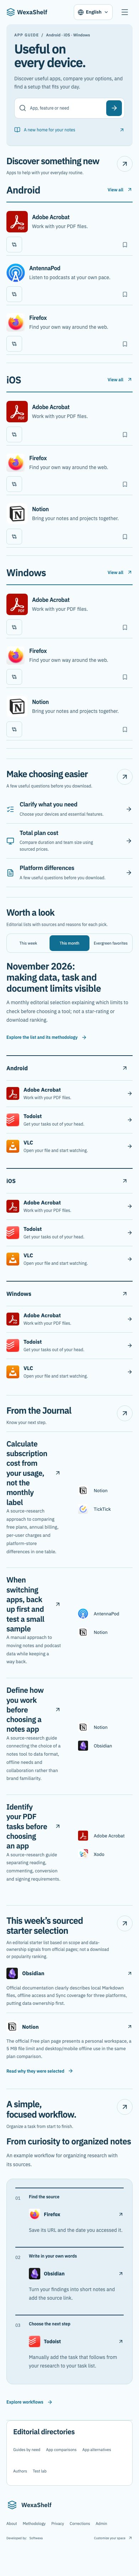 WexaShelf
English
APP GUIDE / Android · iOS · Windows
Useful on
every device.
Discover useful apps, compare your options, and
find a setup that fits your day.
App, feature or need
A new home for your notes
Discover something new
Apps to help with your everyday routine.
Android
View all
Adobe Acrobat
Work with your PDF files.
AntennaPod
Listen to podcasts at your own pace.
Firefox
Find your own way around the web.
iOS
View all
Adobe Acrobat
Work with your PDF files.
Firefox
Find your own way around the web.
Notion
Bring your notes and projects together.
Windows
View all
Adobe Acrobat
Work with your PDF files.
Firefox
Find your own way around the web.
Notion
Bring your notes and projects together.
Make choosing easier
A few useful questions before you download.
Clarify what you need
Choose your devices and essential features.
Total plan cost
Compare duration and team size using
sourced prices.
Platform differences
A few useful questions before you download.
Worth a look
Editorial lists with sources and reasons for each pick.
This week
This month
Evergreen favorites
November 2026:
making data, task and
document limits visible
A monthly editorial selection explaining which limits to
check before choosing a tool, not a star-rating or
download ranking.
Explore the list and its methodology
Android
Adobe Acrobat
Work with your PDF files.
Todoist
Get your tasks out of your head.
VLC
Open your file and start watching.
iOS
Adobe Acrobat
Work with your PDF files.
Todoist
Get your tasks out of your head.
VLC
Open your file and start watching.
Windows
Adobe Acrobat
Work with your PDF files.
Todoist
Get your tasks out of your head.
VLC
Open your file and start watching.
From the Journal
Know your next step.
Calculate
subscription
cost from
your usage,
not the
monthly
label
A source-research
approach to comparing
free plans, annual billing,
per-user charges and
platform-store
differences in one table.
Notion
TickTick
When
switching
apps, back
up first and
test a small
sample
A manual approach to
moving notes and podcast
data while keeping a
way back.
AntennaPod
Notion
Define how
you work
before
choosing a
notes app
A source-research guide
connecting the choice of a
notes tool to data format,
offline needs and
collaboration rather than
brand familiarity.
Notion
Obsidian
Identify
your PDF
tasks before
choosing
an app
A source-research guide
separating reading,
commenting, conversion
and signing requirements.
Adobe Acrobat
Xodo
This week's sourced
starter selection
An editorial starter list based on scope and data-
ownership signals from official pages; not a download
or popularity ranking.
Obsidian
Official documentation clearly describes local Markdown
files, offline access and Sync coverage for three platforms,
putting data ownership first.
Notion
The official Free plan page presents a personal workspace, a
5 MB file limit and desktop/mobile offline use in the same
plan comparison.
Read why they were selected
A simple,
focused workflow.
Organize a task from start to finish.
From curiosity to organized notes
An example workflow for organizing research with
its sources.
01
Find the source
Firefox
Save its URL and the date you accessed it.
02
Write in your own words
Obsidian
Turn your findings into short notes and
add the source link.
03
Choose the next step
Todoist
Manually add the task that follows from
your research to your task list.
Explore workflows
Editorial directories
Guides by need
App comparisons
App alternatives
Authors
Test lab
WexaShelf
About
Methodology
Privacy
Corrections
Admin
Developed by
Softwexa
Customize your space